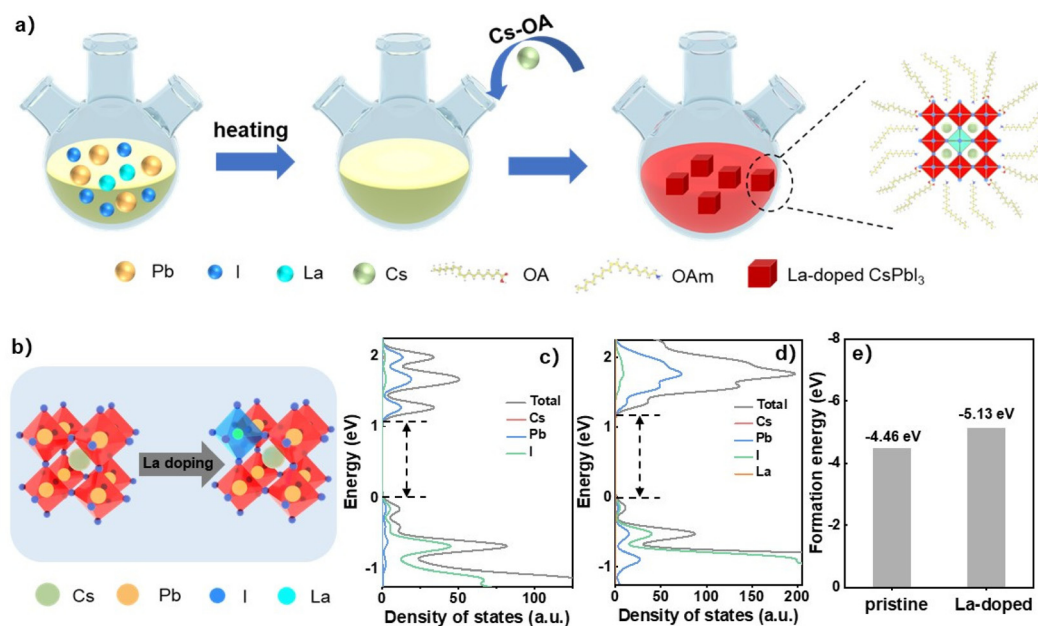 a)
Cs-OA
heating
Pb
I
La
Cs
OA
OAm
La-doped CsPbI₃
b)
La doping
Cs
Pb
I
La
c)
Energy (eV)
2
1
0
-1
Total
Cs
Pb
I
0
25
50
75
100
Density of states (a.u.)
d)
Energy (eV)
2
1
0
-1
Total
Cs
Pb
I
La
0
50
100
150
200
Density of states (a.u.)
e)
Formation energy (eV)
-8
-6
-4
-2
0
-4.46 eV
-5.13 eV
pristine
La-doped